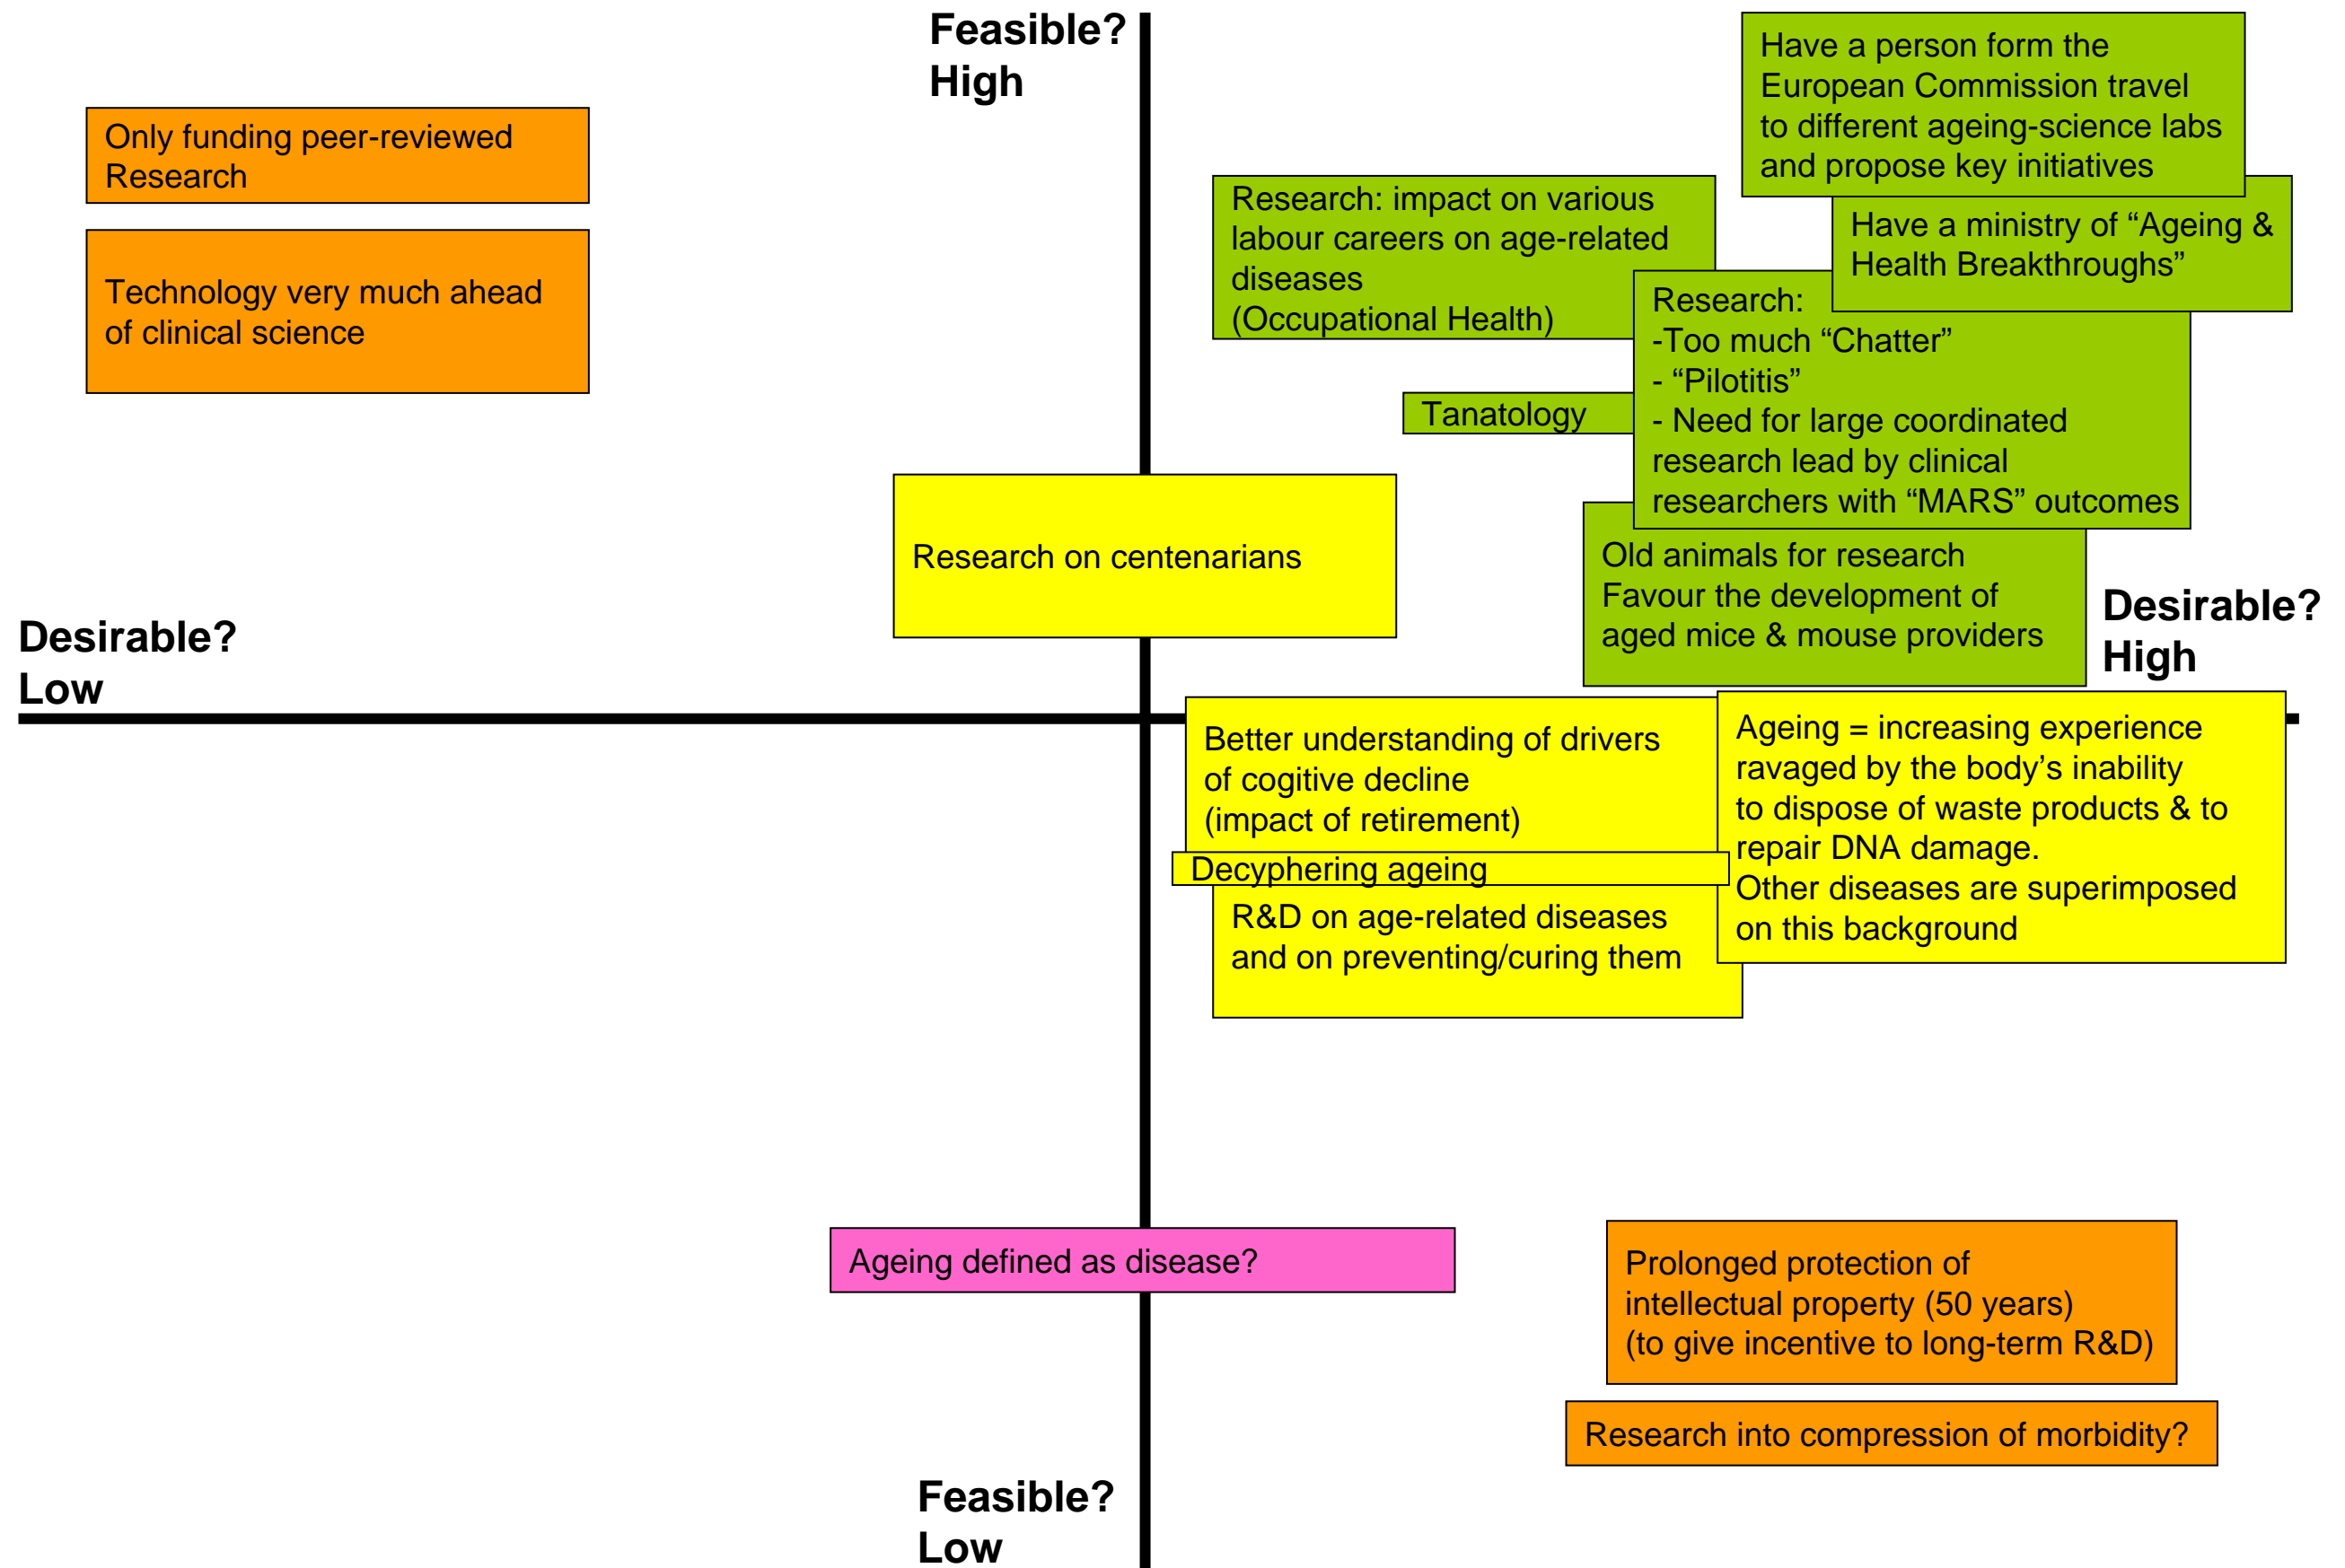 Feasible?
High
Have a person form the
European Commission travel
to different ageing-science labs
and propose key initiatives
Only funding peer-reviewed
Research
Research: impact on various
labour careers on age-related
diseases
(Occupational Health)
Have a ministry of “Ageing &
Health Breakthroughs”
Technology very much ahead
of clinical science
Research:
-Too much “Chatter”
- “Pilotitis”
- Need for large coordinated
research lead by clinical
researchers with “MARS” outcomes
Tanatology
Research on centenarians
Old animals for research
Favour the development of
aged mice & mouse providers
Desirable?
Low
Desirable?
High
Better understanding of drivers
of cogitive decline
(impact of retirement)
Ageing = increasing experience
ravaged by the body’s inability
to dispose of waste products & to
repair DNA damage.
Other diseases are superimposed
on this background
Decyphering ageing
R&D on age-related diseases
and on preventing/curing them
Ageing defined as disease?
Prolonged protection of
intellectual property (50 years)
(to give incentive to long-term R&D)
Research into compression of morbidity?
Feasible?
Low